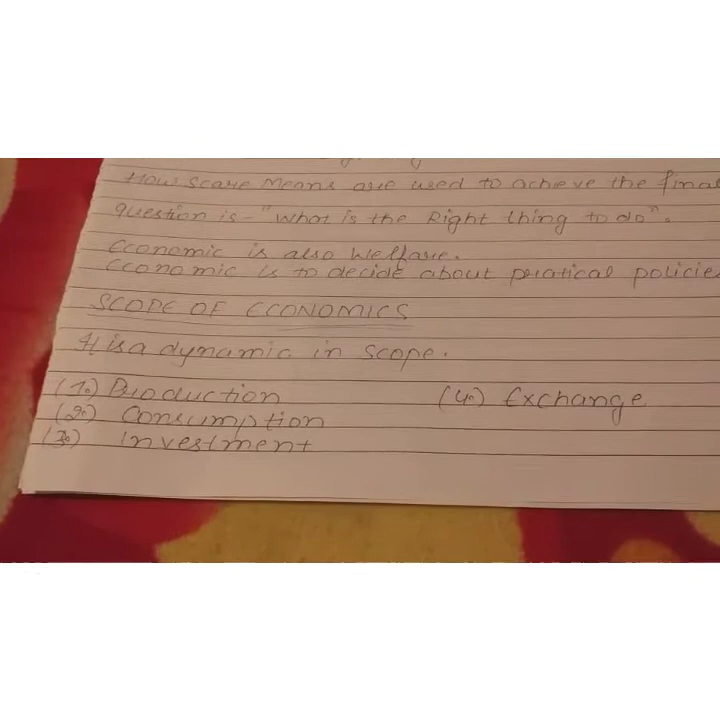 How scare means are used to achieve the final
question is - "What is the Right thing to do".
Economic is also Welfare.
Economic is to decide about pratical policies
SCOPE OF ECONOMICS
It is a dynamic in scope.
(1.) Production (4.) Exchange
(2.) Consumption
(3.) Investment